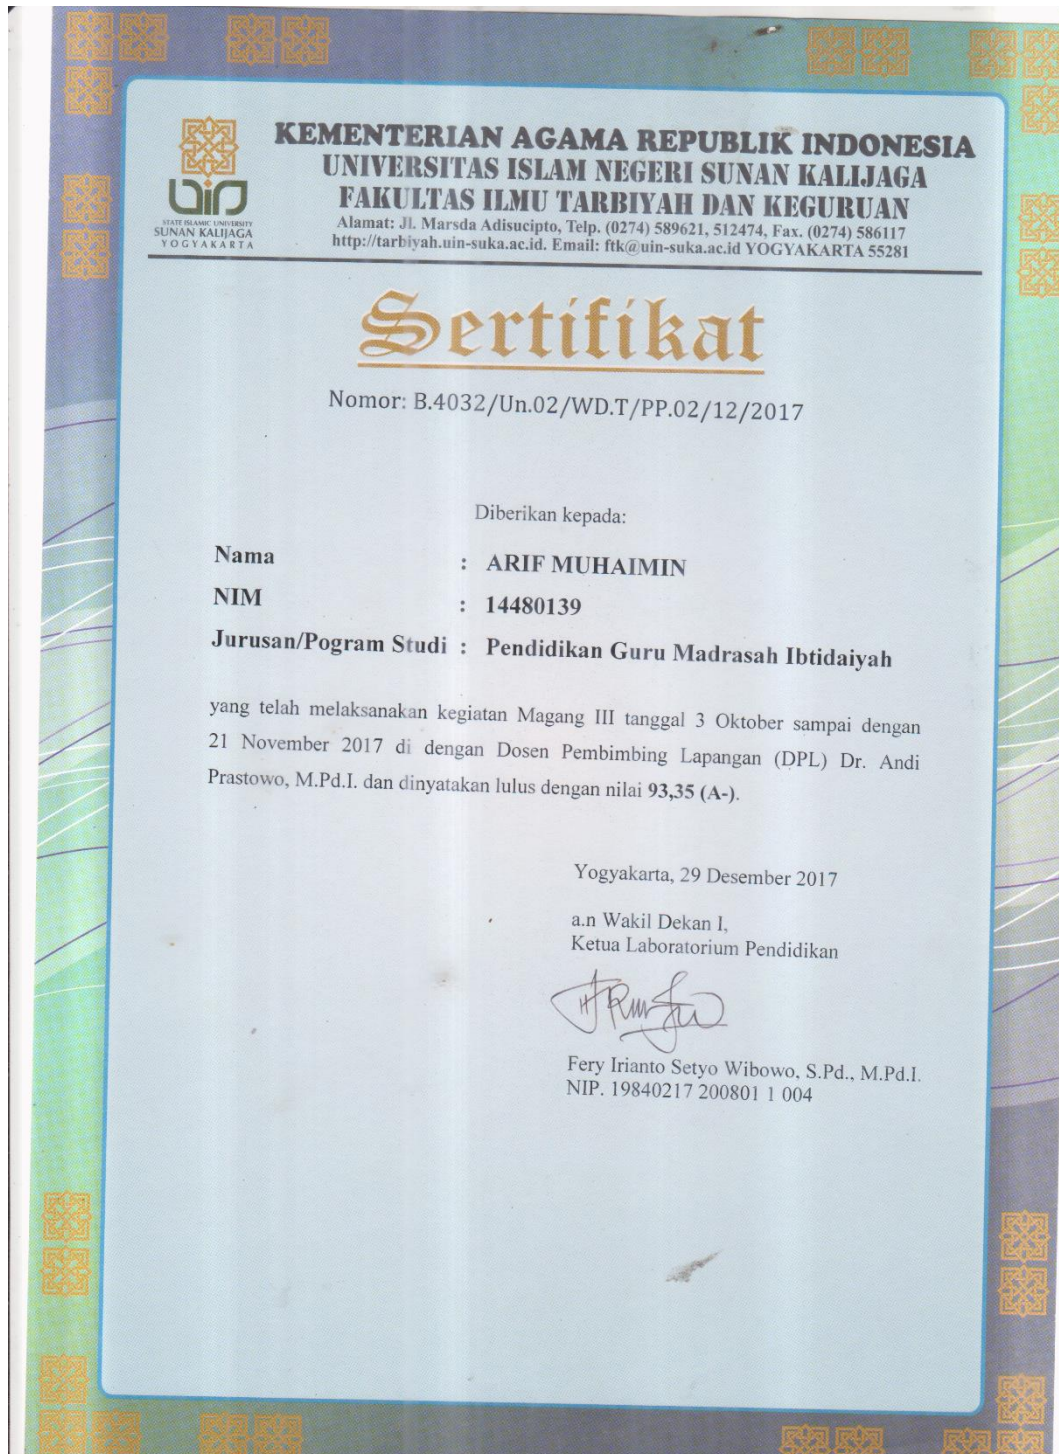 KEMENTERIAN AGAMA REPUBLIK INDONESIA
UNIVERSITAS ISLAM NEGERI SUNAN KALIJAGA
FAKULTAS ILMU TARBIYAH DAN KEGURUAN
Alamat: Jl. Marsda Adisucipto, Telp. (0274) 589621, 512474, Fax. (0274) 586117
http://tarbiyah.uin-suka.ac.id. Email: ftk@uin-suka.ac.id YOGYAKARTA 55281
uin
STATE ISLAMIC UNIVERSITY
SUNAN KALIJAGA
YOGYAKARTA
Sertifikat
Nomor: B.4032/Un.02/WD.T/PP.02/12/2017
Diberikan kepada:
Nama : ARIF MUHAIMIN
NIM : 14480139
Jurusan/Pogram Studi : Pendidikan Guru Madrasah Ibtidaiyah
yang telah melaksanakan kegiatan Magang III tanggal 3 Oktober sampai dengan
21 November 2017 di dengan Dosen Pembimbing Lapangan (DPL) Dr. Andi
Prastowo, M.Pd.I. dan dinyatakan lulus dengan nilai 93,35 (A-).
Yogyakarta, 29 Desember 2017
a.n Wakil Dekan I,
Ketua Laboratorium Pendidikan
Fery Irianto Setyo Wibowo, S.Pd., M.Pd.I.
NIP. 19840217 200801 1 004